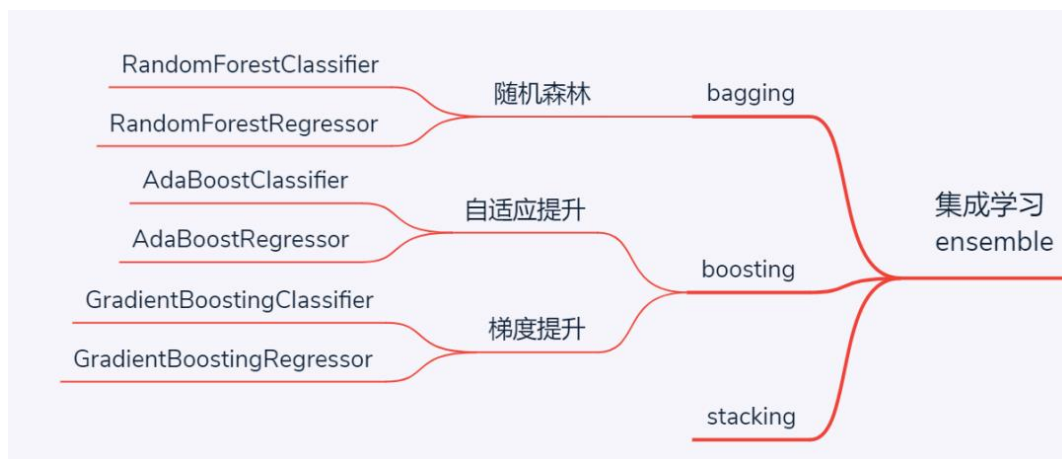 RandomForestClassifier
随机森林
bagging
RandomForestRegressor
AdaBoostClassifier
自适应提升
AdaBoostRegressor
集成学习
ensemble
boosting
GradientBoostingClassifier
梯度提升
GradientBoostingRegressor
stacking